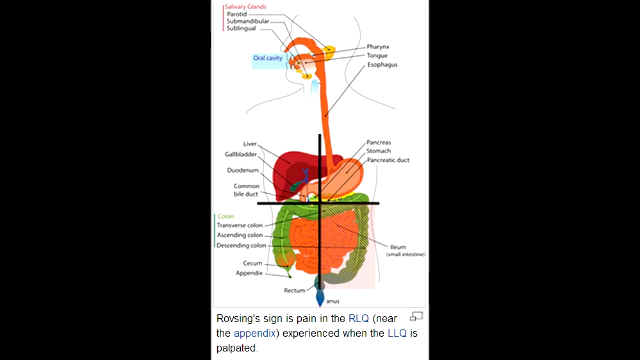 Salivary Glands
Parotid
Submandibular
Sublingual
Oral cavity
Pharynx
Tongue
Esophagus
Liver
Gallbladder
Duodenum
Common
bile duct
Pancreas
Stomach
Pancreatic duct
Colon
Transverse colon
Ascending colon
Descending colon
Cecum
Appendix
Ileum
(small intestine)
Rectum
anus
Rovsing's sign is pain in the RLQ (near
the appendix) experienced when the LLQ is
palpated.